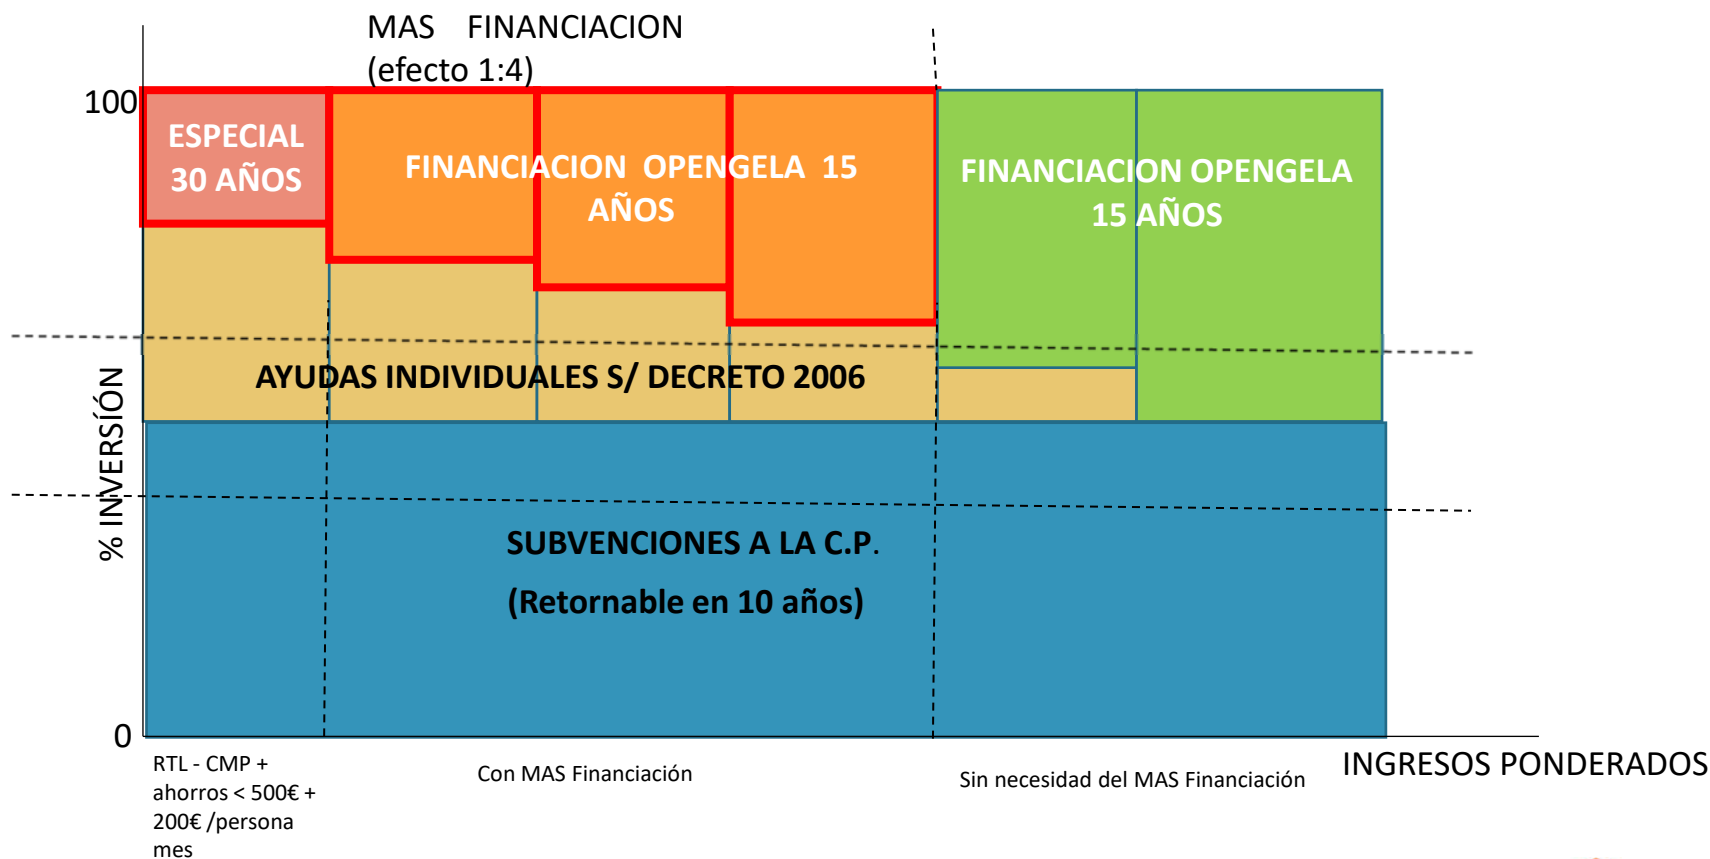 MAS FINANCIACION
(efecto 1:4)
100
ESPECIAL
30 AÑOS
FINANCIACION OPENGELA 15
AÑOS
FINANCIACION OPENGELA
15 AÑOS
AYUDAS INDIVIDUALES S/ DECRETO 2006
% INVERSÍÓN
SUBVENCIONES A LA C.P.
(Retornable en 10 años)
0
RTL - CMP +
ahorros < 500€ +
200€ /persona
mes
Con MAS Financiación
Sin necesidad del MAS Financiación
INGRESOS PONDERADOS